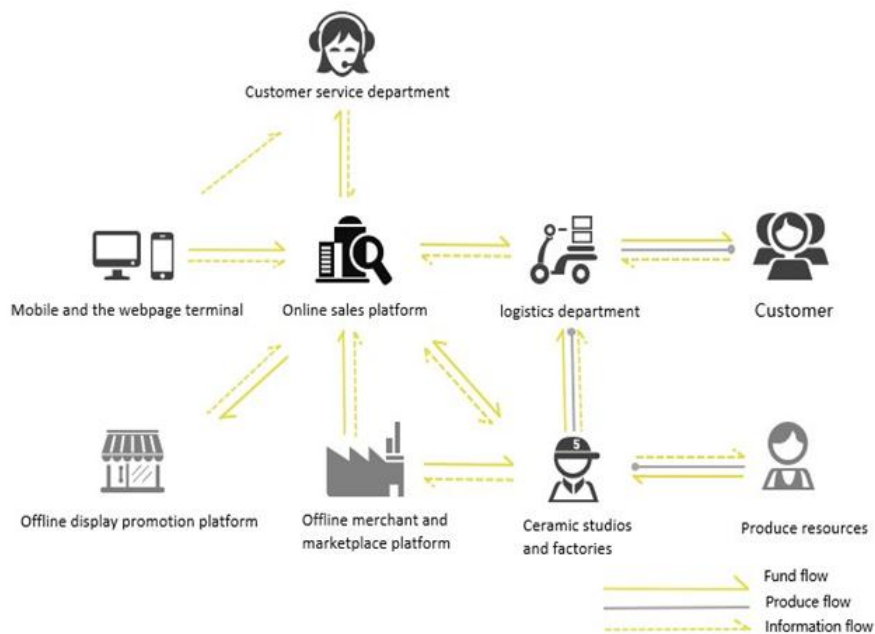 Customer service department
Mobile and the webpage terminal
Online sales platform
logistics department
Customer
5
Offline display promotion platform
Offline merchant and
marketplace platform
Ceramic studios
and factories
Produce resources
Fund flow
Produce flow
Information flow